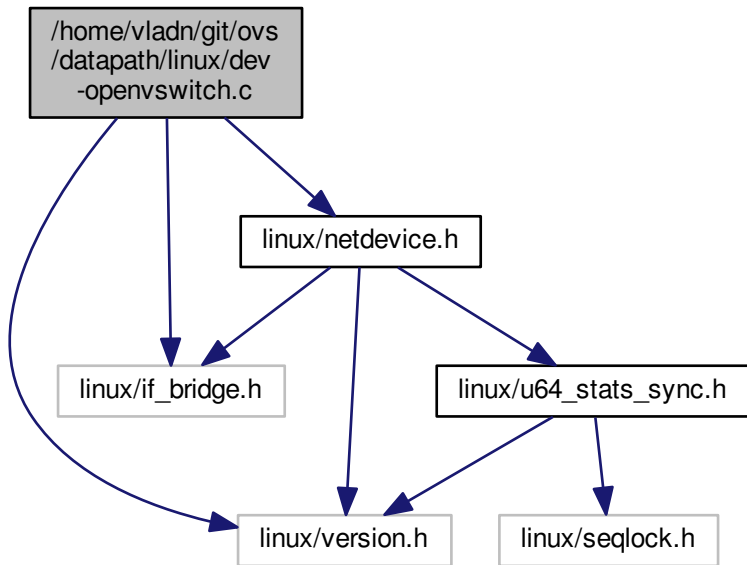 /home/vladn/git/ovs
/datapath/linux/dev
-openvswitch.c
linux/netdevice.h
linux/if_bridge.h
linux/u64_stats_sync.h
linux/version.h
linux/seqlock.h